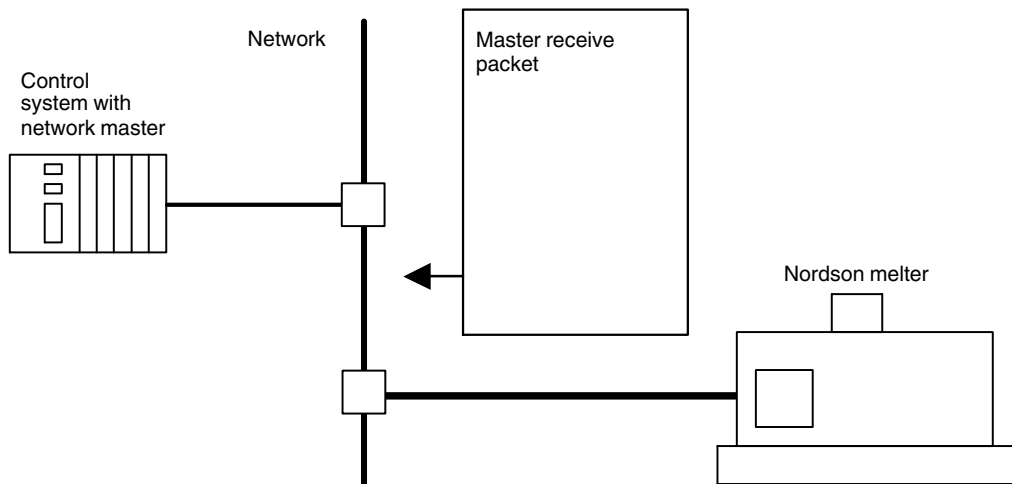 Network
Master receive
packet
Control
system with
network master
Nordson melter